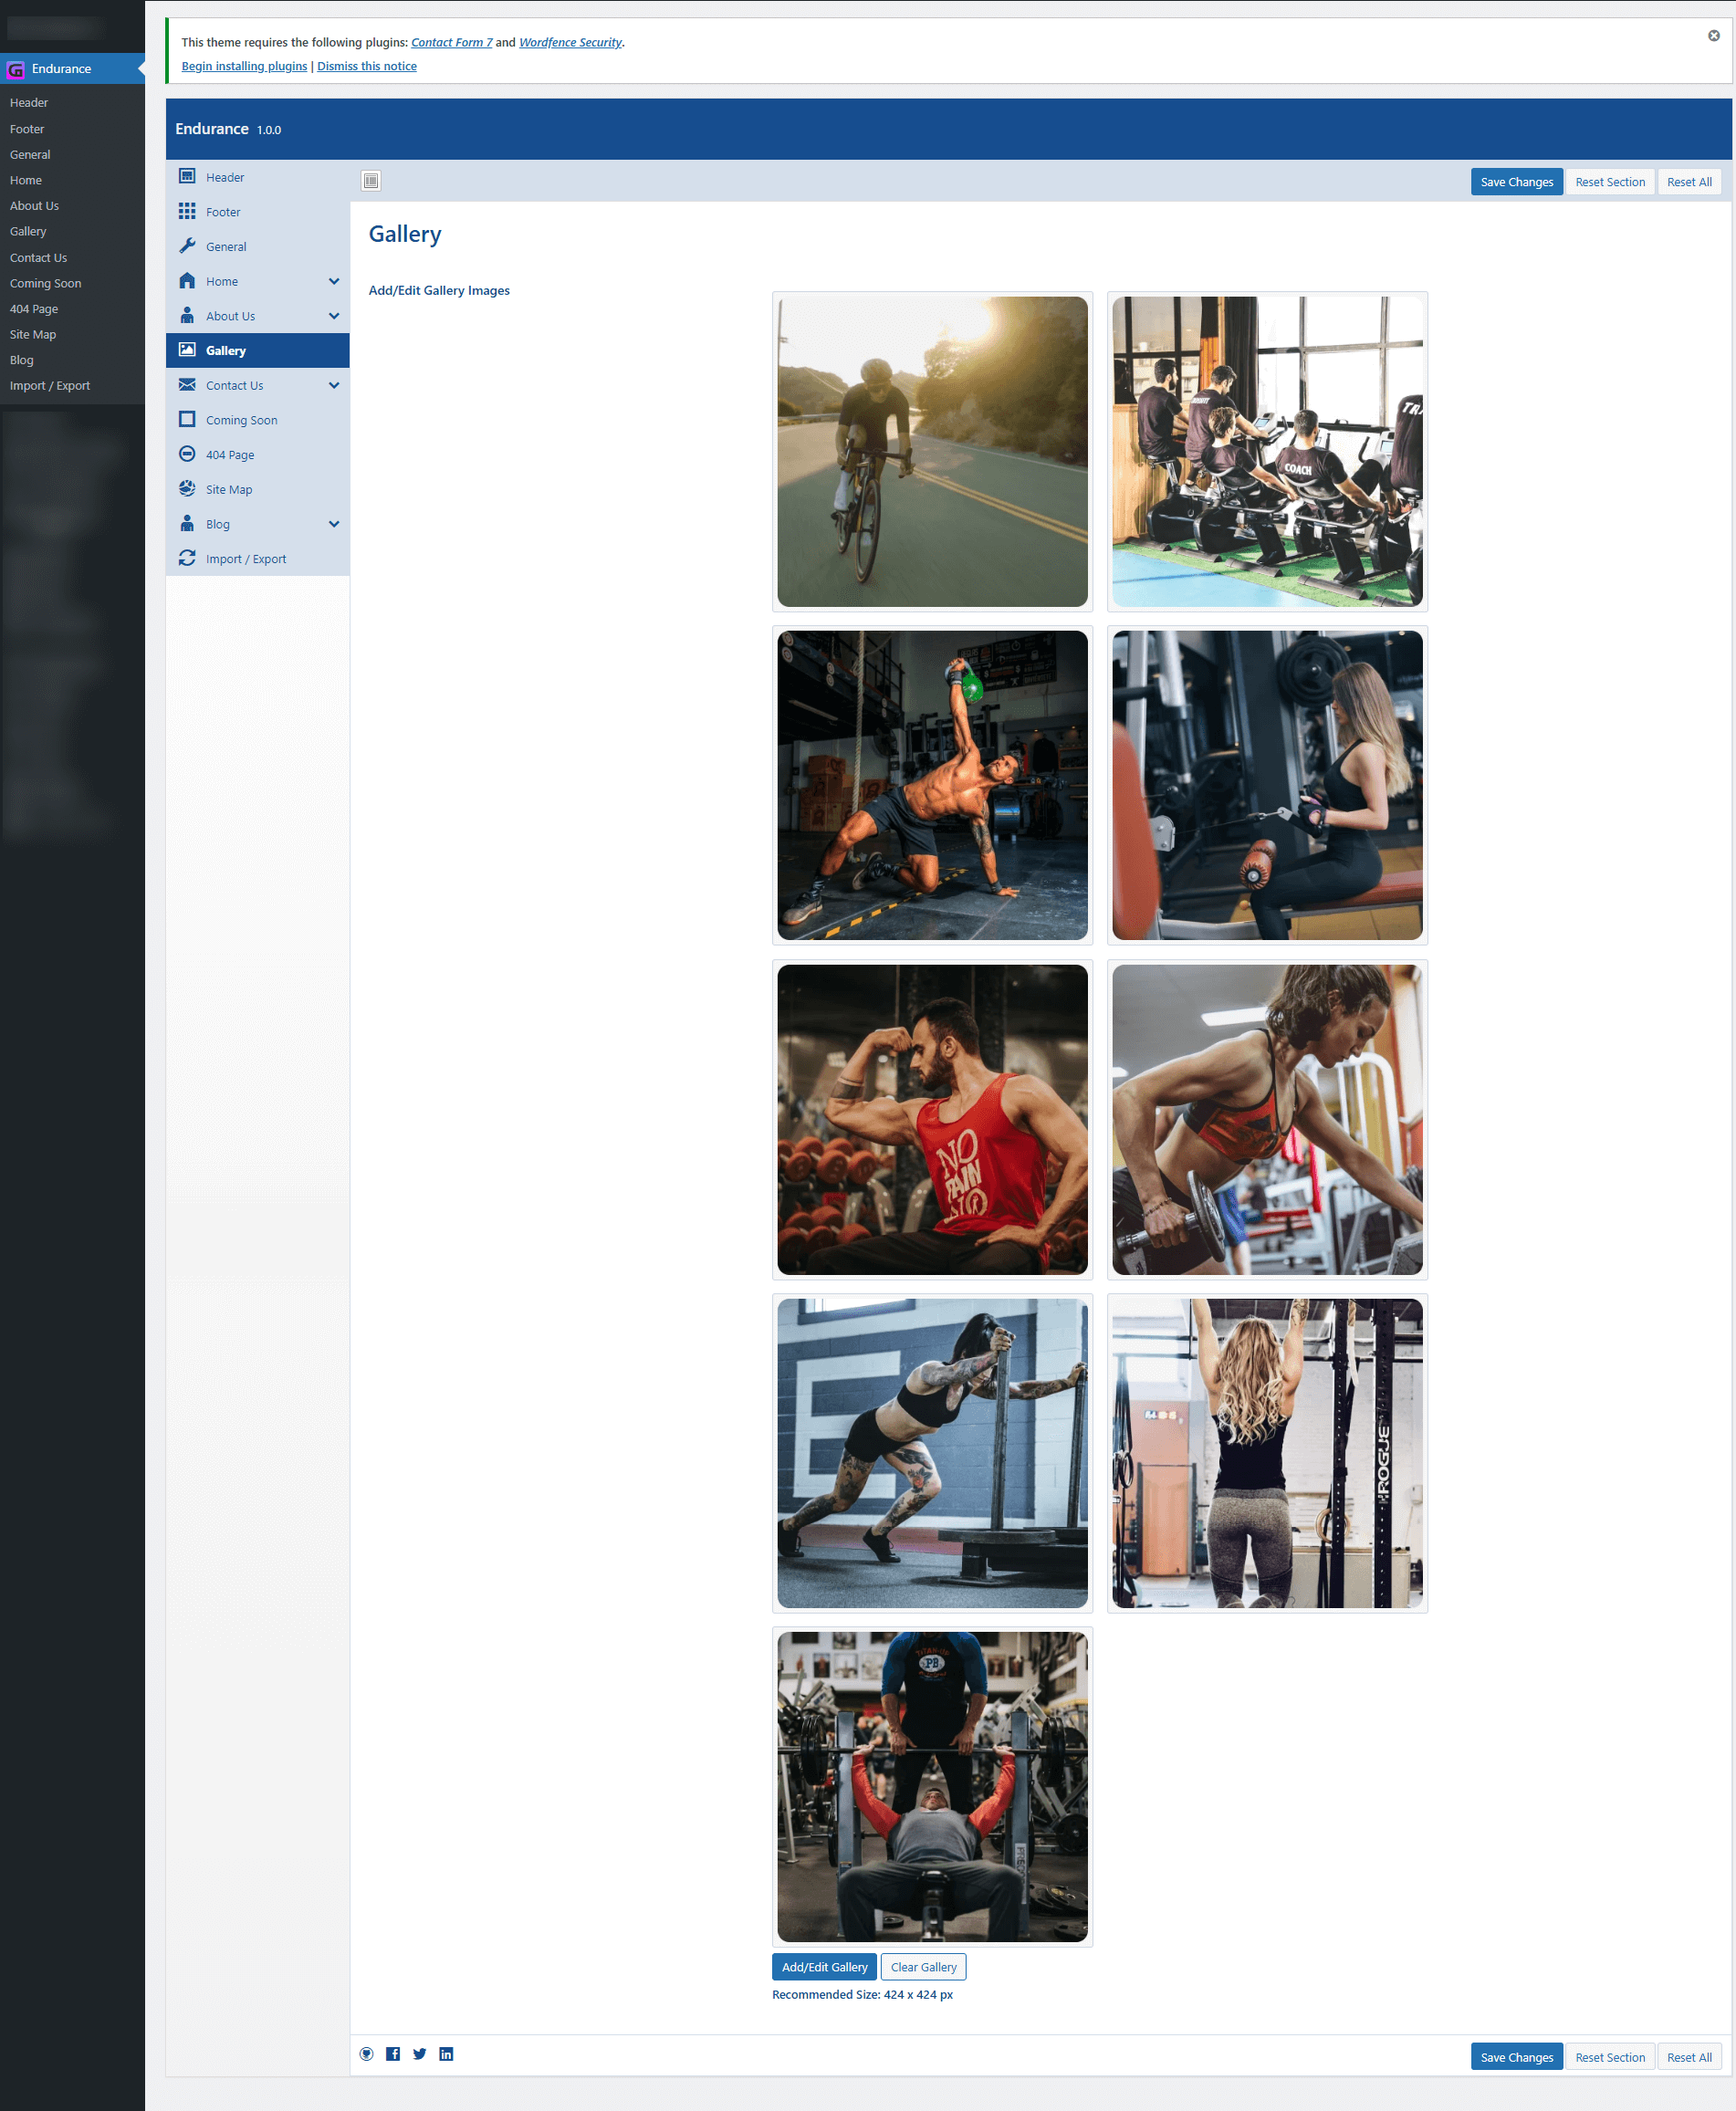 This theme requires the following plugins: Contact Form 7 and Wordfence Security.
Begin installing plugins | Dismiss this notice
Endurance
Header
Footer
General
Home
About Us
Gallery
Contact Us
Coming Soon
404 Page
Site Map
Blog
Import / Export
Endurance 1.0.0
Header
Footer
General
Home
About Us
Gallery
Contact Us
Coming Soon
404 Page
Site Map
Blog
Import / Export
Save Changes
Reset Section
Reset All
Gallery
Add/Edit Gallery Images
COACH
NO
PAIN
NO
ROGUE
PB
Add/Edit Gallery
Clear Gallery
Recommended Size: 424 x 424 px
Save Changes
Reset Section
Reset All